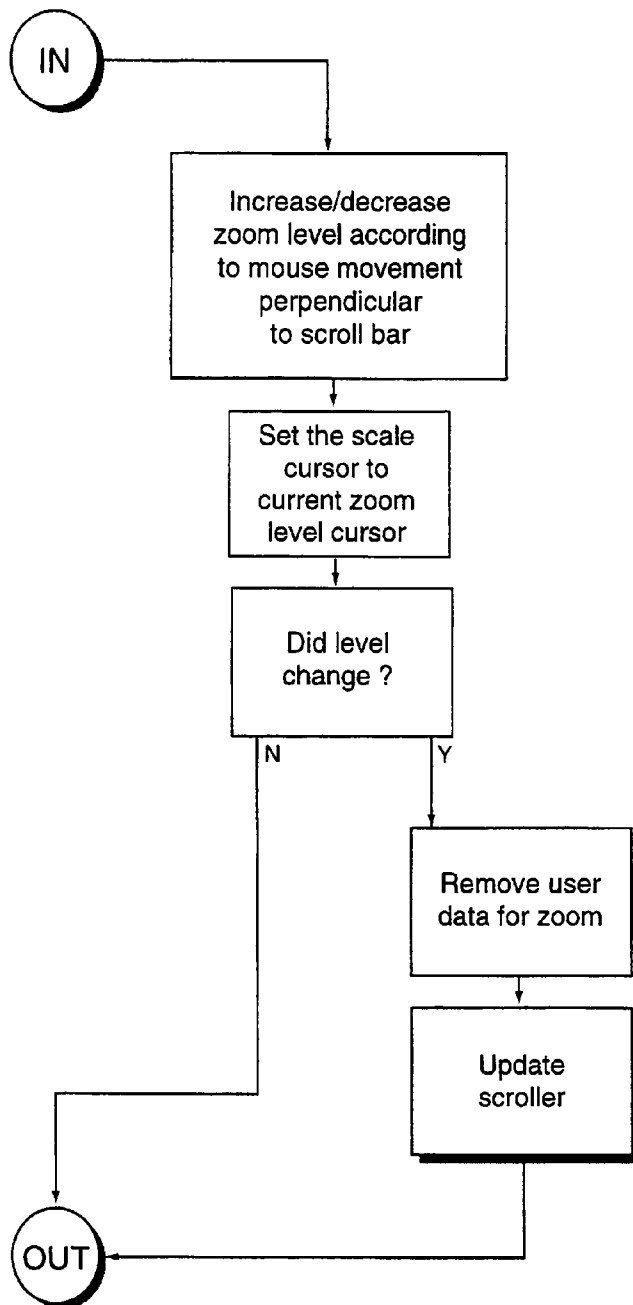 IN
Increase/decrease
zoom level according
to mouse movement
perpendicular
to scroll bar
Set the scale
cursor to
current zoom
level cursor
Did level
change ?
N
Y
Remove user
data for zoom
Update
scroller
OUT